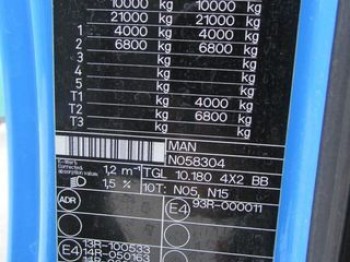 10000 kg 10000 kg
21000 kg 21000 kg
1 4000 kg 4000 kg
2 6800 kg 6800 kg
3 kg kg
4 kg kg
5 kg kg
T1 kg 4000 kg
T2 kg 6800 kg
T3 kg kg
MAN
N058304
absorption value: 1,2 m⁻¹ TGL 10.180 4X2 BB
1,5 % 10T: N05, N15
ADR E4 93R-000011
E4 13R-100533
14R-050163